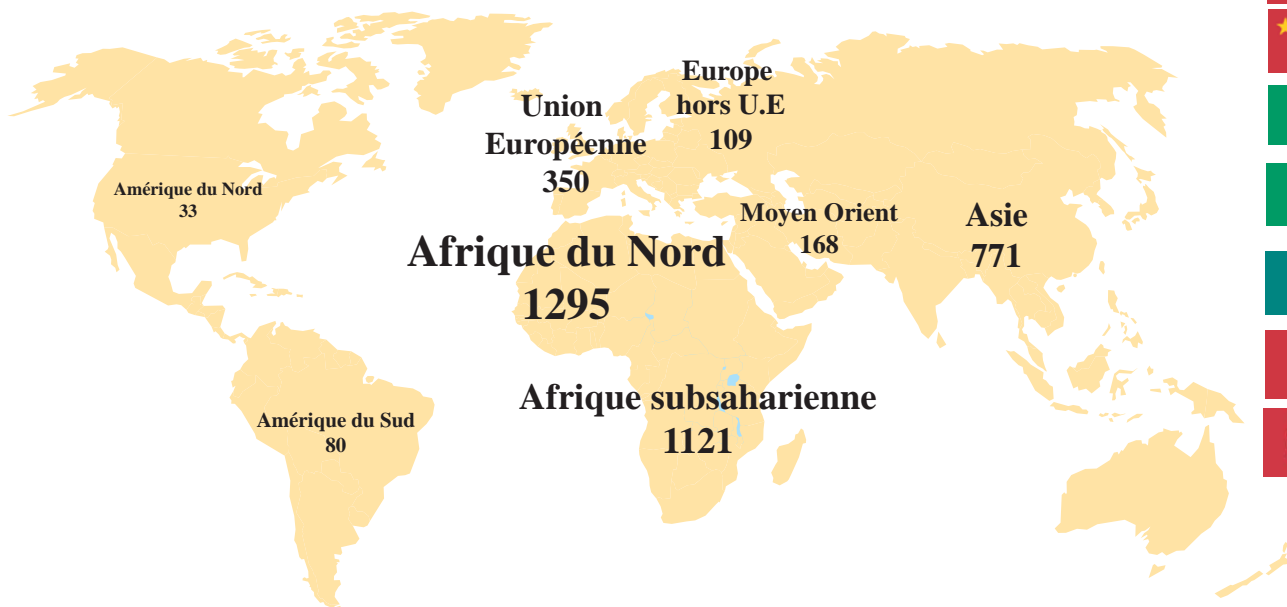 Europe
hors U.E
109
Union
Européenne
350
Amérique du Nord
33
Moyen Orient
168
Asie
771
Afrique du Nord
1295
Afrique subsaharienne
1121
Amérique du Sud
80